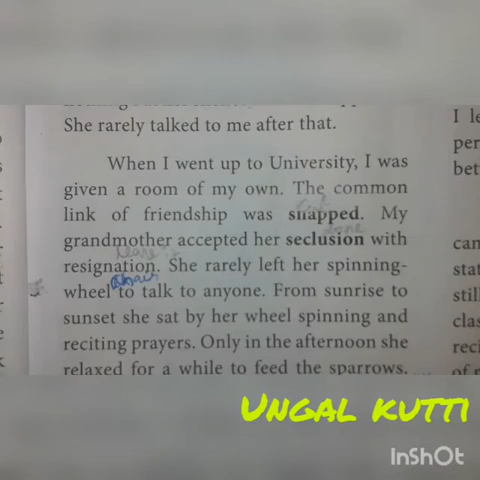 She rarely talked to me after that.
When I went up to University, I was
given a room of my own. The common
link of friendship was snapped. My
grandmother accepted her seclusion with
resignation. She rarely left her spinning-
wheel to talk to anyone. From sunrise to
sunset she sat by her wheel spinning and
reciting prayers. Only in the afternoon she
relaxed for a while to feed the sparrows.
I le
per
bet
can
stat
still
clas
reci
of r
UNGAL KUTTI
InShOt